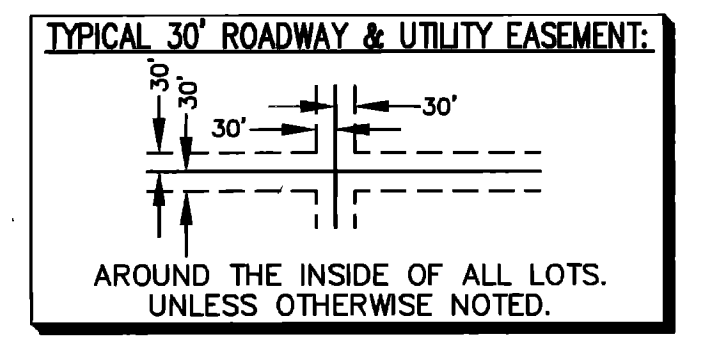 TYPICAL 30' ROADWAY & UTILITY EASEMENT:
30'
30'
30'
30'
AROUND THE INSIDE OF ALL LOTS.
UNLESS OTHERWISE NOTED.